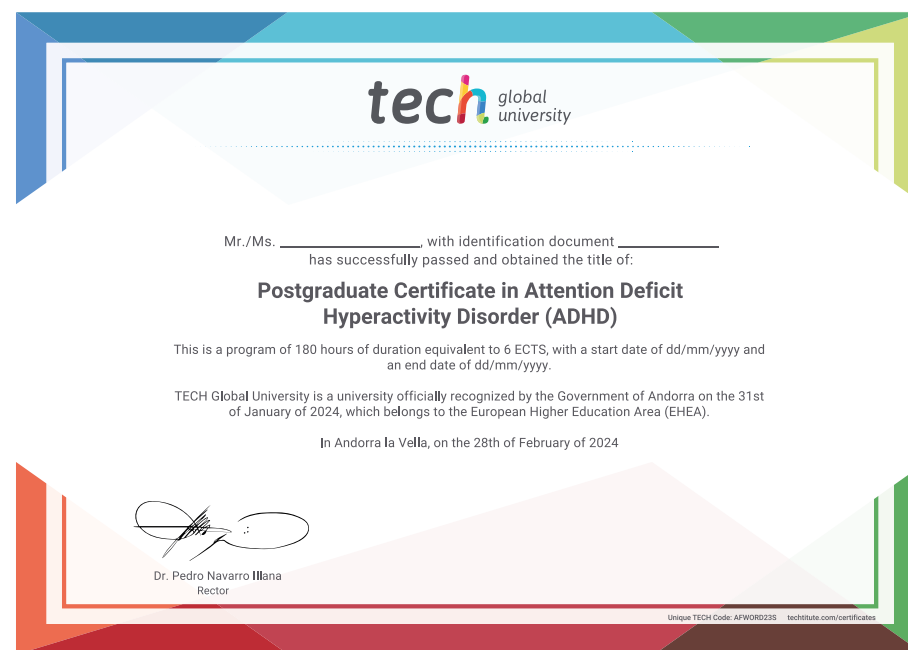 tech global university
Mr./Ms. ____________________, with identification document ______________
has successfully passed and obtained the title of:
Postgraduate Certificate in Attention Deficit
Hyperactivity Disorder (ADHD)
This is a program of 180 hours of duration equivalent to 6 ECTS, with a start date of dd/mm/yyyy and
an end date of dd/mm/yyyy.
TECH Global University is a university officially recognized by the Government of Andorra on the 31st
of January of 2024, which belongs to the European Higher Education Area (EHEA).
In Andorra la Vella, on the 28th of February of 2024
Dr. Pedro Navarro Illana
Rector
Unique TECH Code: AFWORD23S techtitute.com/certificates